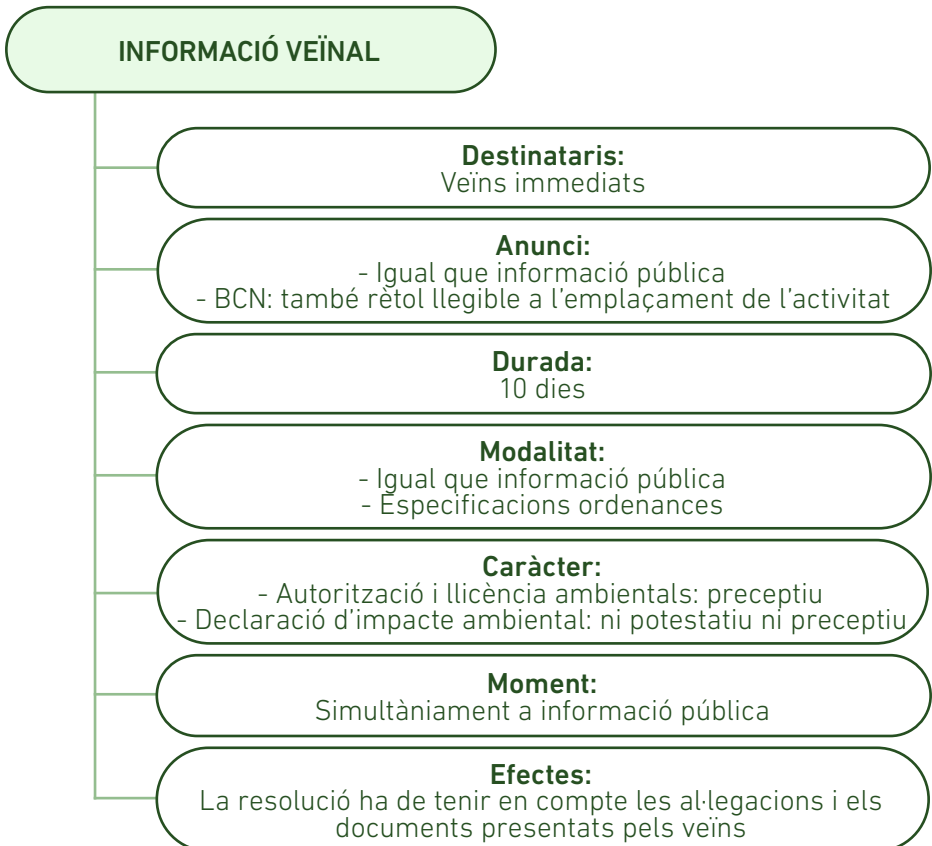 INFORMACIÓ VEÏNAL
Destinataris:
Veïns immediats
Anunci:
- Igual que informació pública
- BCN: també rètol llegible a l'emplaçament de l'activitat
Durada:
10 dies
Modalitat:
- Igual que informació pública
- Especificacions ordenances
Caràcter:
- Autorització i llicència ambientals: preceptiu
- Declaració d'impacte ambiental: ni potestatiu ni preceptiu
Moment:
Simultàniament a informació pública
Efectes:
La resolució ha de tenir en compte les al·legacions i els
documents presentats pels veïns